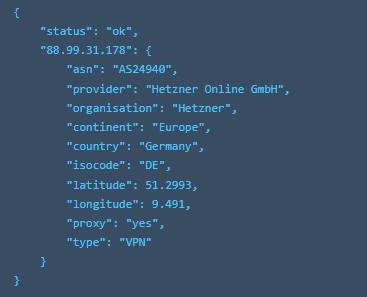 {
    "status": "ok",
    "88.99.31.178": {
        "asn": "AS24940",
        "provider": "Hetzner Online GmbH",
        "organisation": "Hetzner",
        "continent": "Europe",
        "country": "Germany",
        "isocode": "DE",
        "latitude": 51.2993,
        "longitude": 9.491,
        "proxy": "yes",
        "type": "VPN"
    }
}